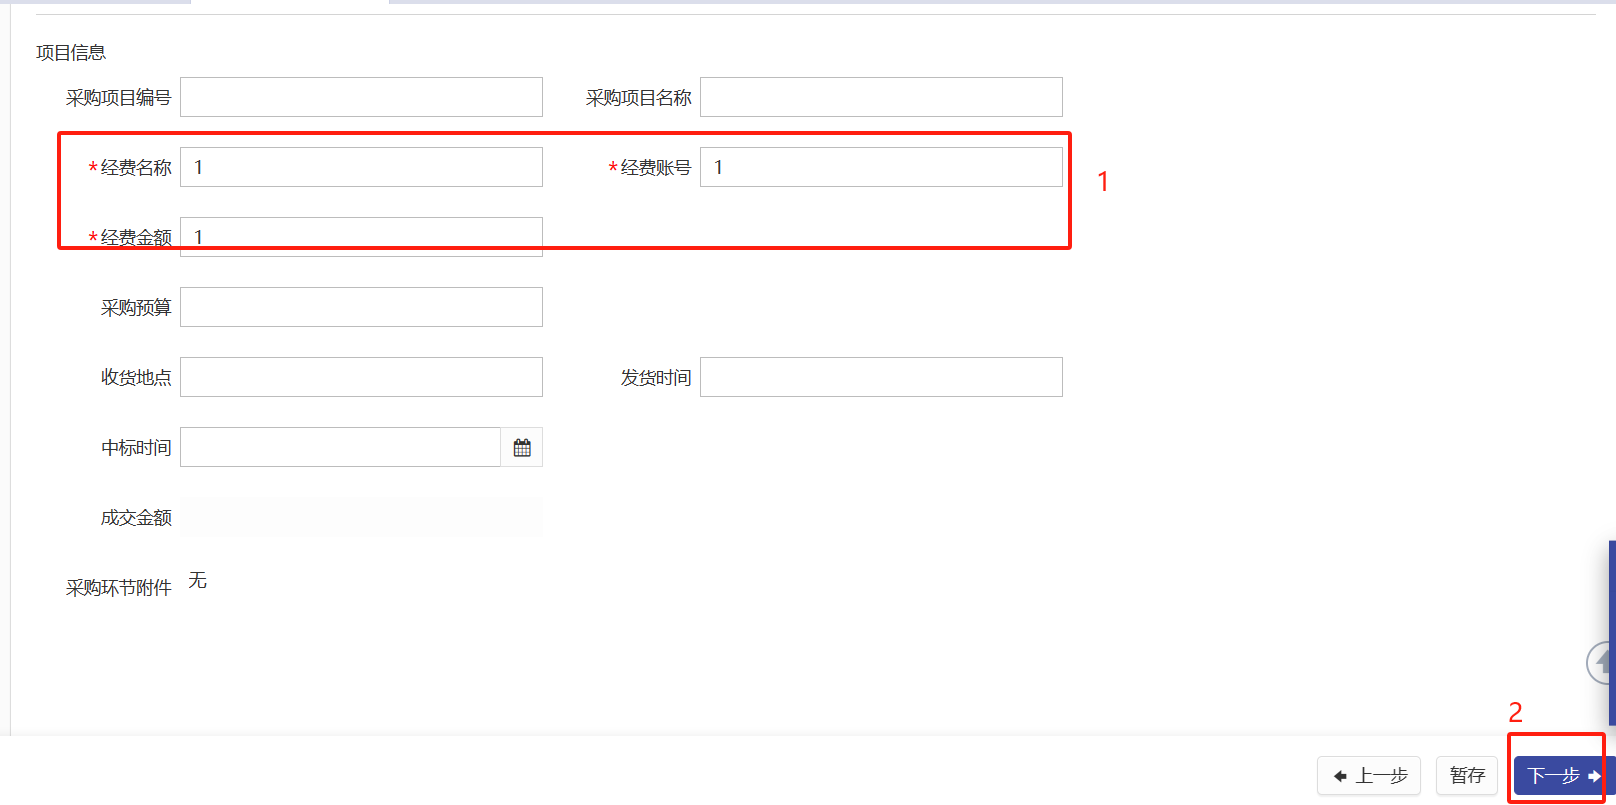 项目信息
采购项目编号 采购项目名称
*经费名称 1 *经费账号 1 1
*经费金额 1
采购预算
收货地点 发货时间
中标时间
成交金额
采购环节附件 无
2
上一步 暂存 下一步